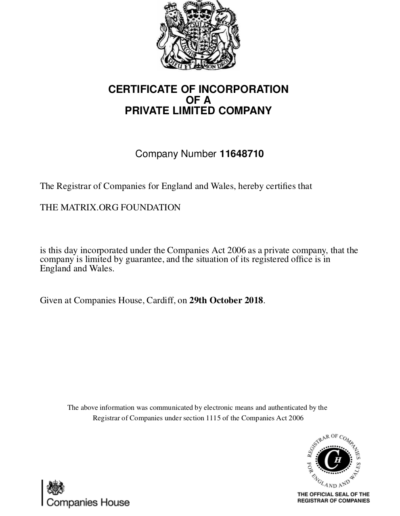 CERTIFICATE OF INCORPORATION
OF A
PRIVATE LIMITED COMPANY
Company Number 11648710
The Registrar of Companies for England and Wales, hereby certifies that
THE MATRIX.ORG FOUNDATION
is this day incorporated under the Companies Act 2006 as a private company, that the
company is limited by guarantee, and the situation of its registered office is in
England and Wales.
Given at Companies House, Cardiff, on 29th October 2018.
The above information was communicated by electronic means and authenticated by the
Registrar of Companies under section 1115 of the Companies Act 2006
REGISTRAR OF COMPANIES
FOR ENGLAND AND WALES
CH
Companies House
THE OFFICIAL SEAL OF THE
REGISTRAR OF COMPANIES